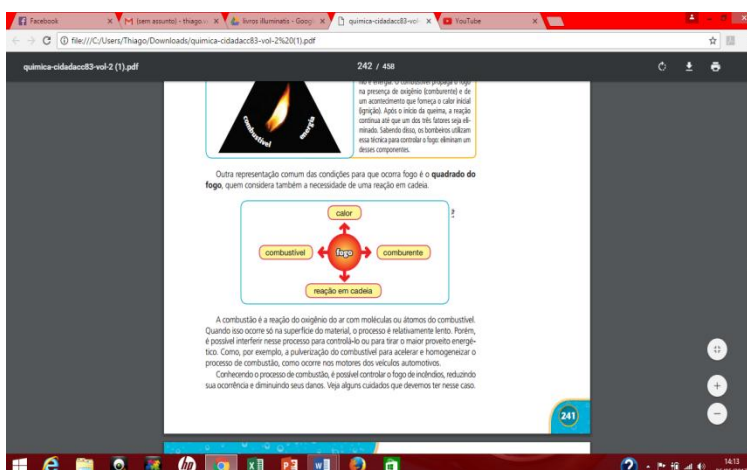 Facebook
(sem assunto) - thiago.v
livros illuminatis - Goog
quimica-cidadacc83-vol-
YouTube
file:///C:/Users/Thiago/Downloads/quimica-cidadacc83-vol-2%20(1).pdf
quimica-cidadacc83-vol-2 (1).pdf
242 / 458
combustível
energia
na presença de oxigênio (comburente) e de
um acontecimento que forneça o calor inicial
(ignição). Após o início da queima, a reação
continua até que um dos três fatores seja eli-
minado. Sabendo disso, os bombeiros utilizam
essa técnica para controlar o fogo: eliminam um
desses componentes.
Outra representação comum das condições para que ocorra fogo é o quadrado do
fogo, quem considera também a necessidade de uma reação em cadeia.
calor
combustível
fogo
comburente
reação em cadeia
A combustão é a reação do oxigênio do ar com moléculas ou átomos do combustível.
Quando isso ocorre só na superfície do material, o processo é relativamente lento. Porém,
é possível interferir nesse processo para controlá-lo ou para tirar o maior proveito energé-
tico. Como, por exemplo, a pulverização do combustível para acelerar e homogeneizar o
processo de combustão, como ocorre nos motores dos veículos automotivos.
Conhecendo o processo de combustão, é possível controlar o fogo de incêndios, reduzindo
sua ocorrência e diminuindo seus danos. Veja alguns cuidados que devemos ter nesse caso.
241
14:13